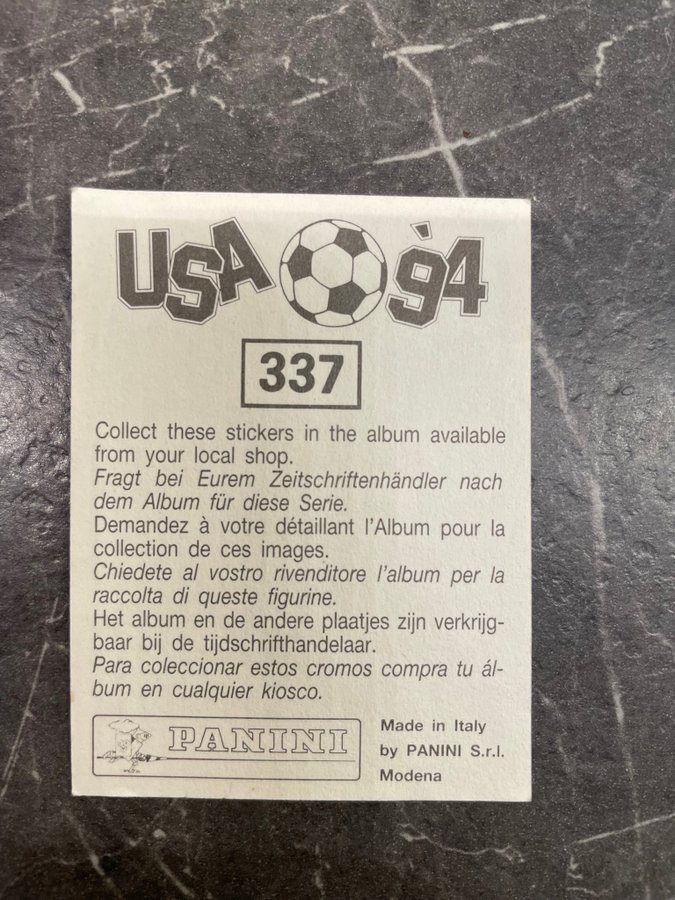 USA '94
337
Collect these stickers in the album available
from your local shop.
Fragt bei Eurem Zeitschriftenhändler nach
dem Album für diese Serie.
Demandez à votre détaillant l'Album pour la
collection de ces images.
Chiedete al vostro rivenditore l'album per la
raccolta di queste figurine.
Het album en de andere plaatjes zijn verkrijg-
baar bij de tijdschrifthandelaar.
Para coleccionar estos cromos compra tu ál-
bum en cualquier kiosco.
PANINI
Made in Italy
by PANINI S.r.l.
Modena